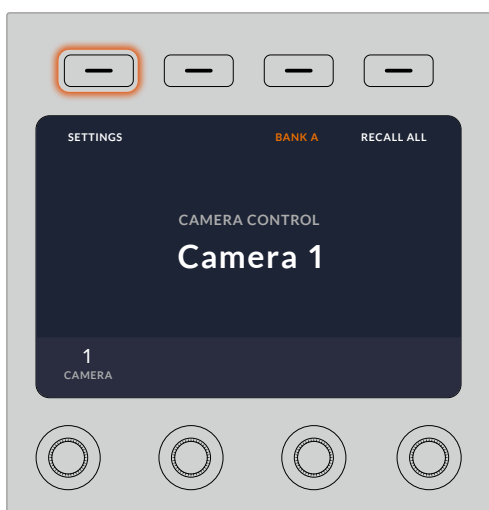 SETTINGS BANK A RECALL ALL
CAMERA CONTROL
Camera 1
1
CAMERA